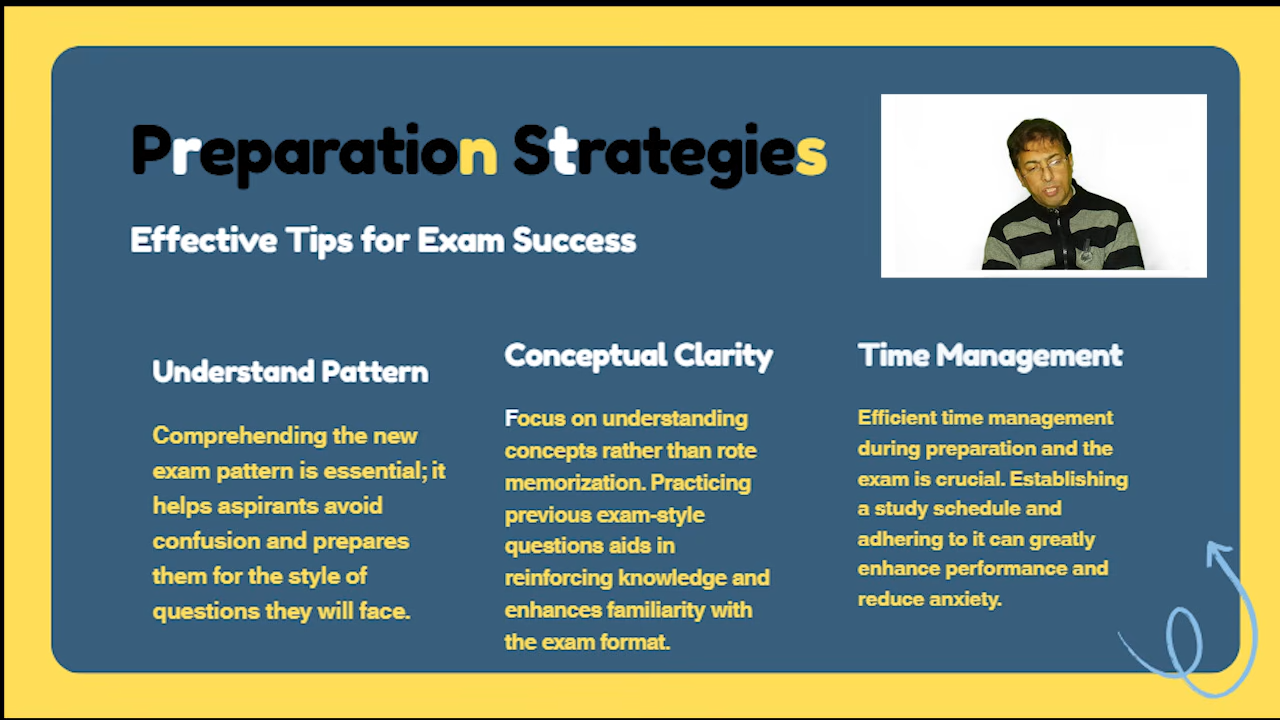 Preparation Strategies
Effective Tips for Exam Success
Understand Pattern
Comprehending the new
exam pattern is essential; it
helps aspirants avoid
confusion and prepares
them for the style of
questions they will face.
Conceptual Clarity
Focus on understanding
concepts rather than rote
memorization. Practicing
previous exam-style
questions aids in
reinforcing knowledge and
enhances familiarity with
the exam format.
Time Management
Efficient time management
during preparation and the
exam is crucial. Establishing
a study schedule and
adhering to it can greatly
enhance performance and
reduce anxiety.